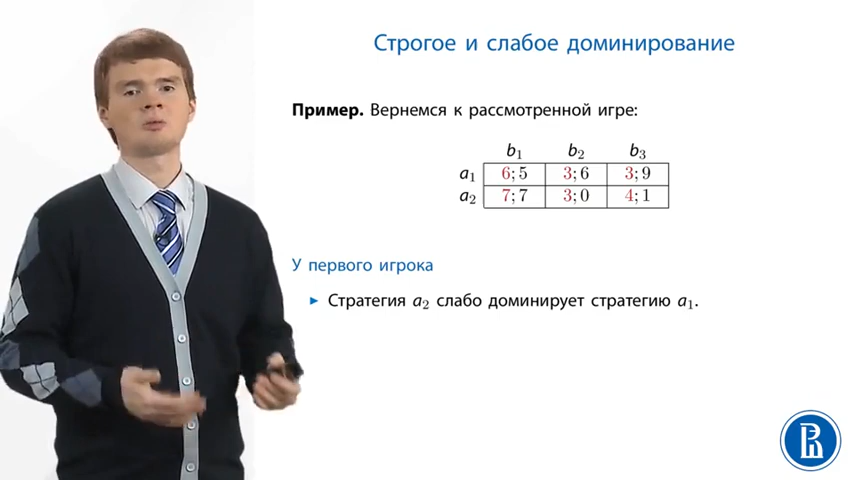 Строгое и слабое доминирование
Пример. Вернемся к рассмотренной игре:
b₁ b₂ b₃
a₁ 6; 5 3; 6 3; 9
a₂ 7; 7 3; 0 4; 1
У первого игрока
▸ Стратегия a₂ слабо доминирует стратегию a₁.